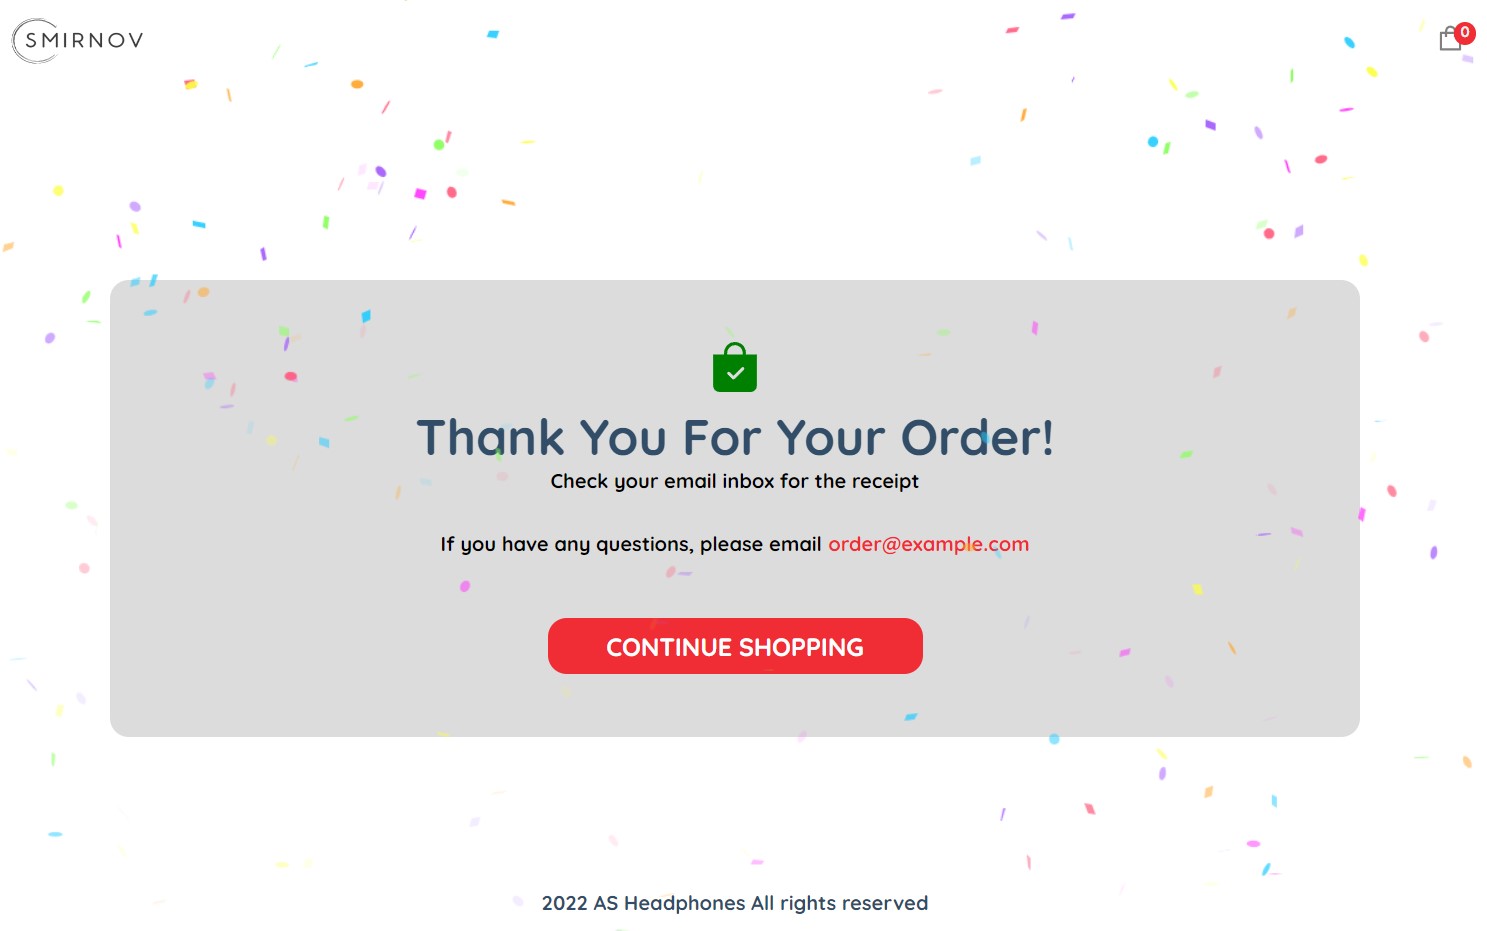 SMIRNOV
0
Thank You For Your Order!
Check your email inbox for the receipt
If you have any questions, please email order@example.com
CONTINUE SHOPPING
2022 AS Headphones All rights reserved